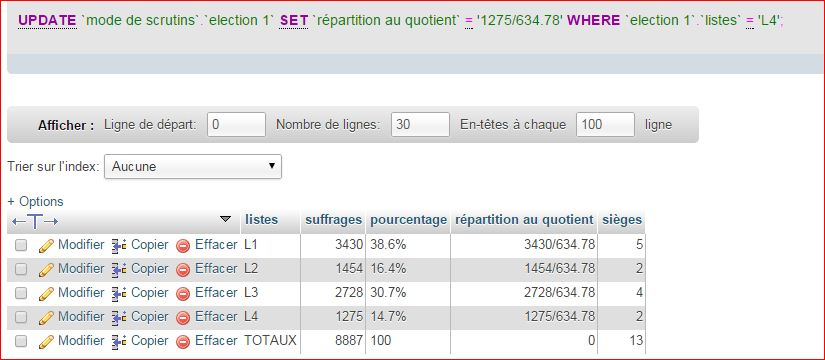 UPDATE `mode de scrutins`.`election 1` SET `répartition au quotient` = '1275/634.78' WHERE `election 1`.`listes` = 'L4';
Afficher : Ligne de départ: 0 Nombre de lignes: 30 En-têtes à chaque 100 ligne
Trier sur l'index: Aucune
+ Options
←T→ listes suffrages pourcentage répartition au quotient sièges
Modifier Copier Effacer L1 3430 38.6% 3430/634.78 5
Modifier Copier Effacer L2 1454 16.4% 1454/634.78 2
Modifier Copier Effacer L3 2728 30.7% 2728/634.78 4
Modifier Copier Effacer L4 1275 14.7% 1275/634.78 2
Modifier Copier Effacer TOTAUX 8887 100 0 13